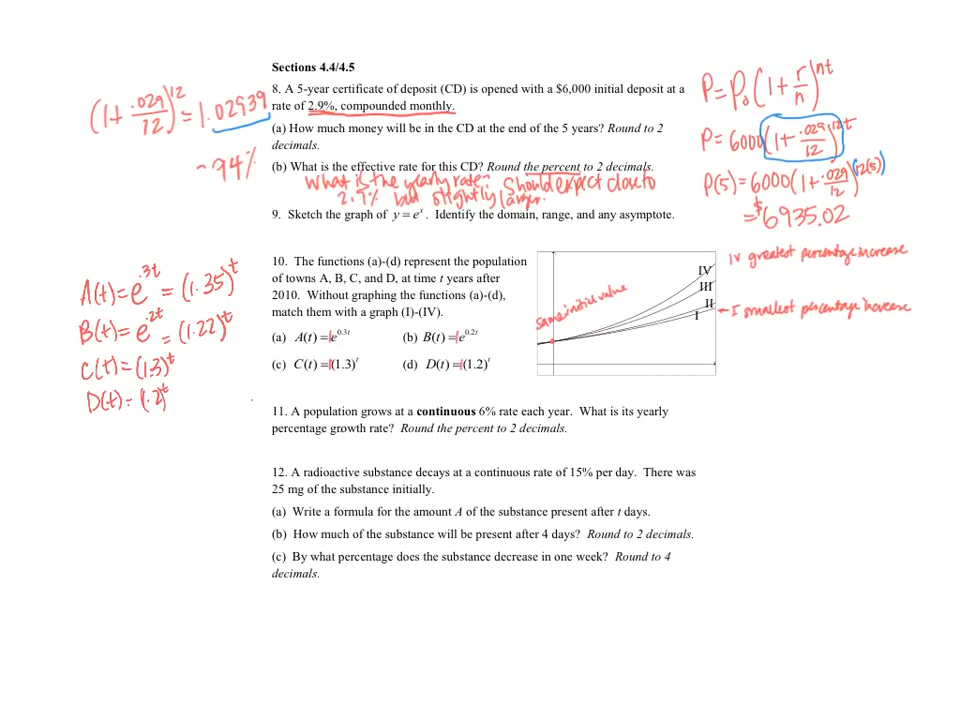 Sections 4.4/4.5
8. A 5-year certificate of deposit (CD) is opened with a $6,000 initial deposit at a
rate of 2.9%, compounded monthly.
(a) How much money will be in the CD at the end of the 5 years? Round to 2
decimals.
(b) What is the effective rate for this CD? Round the percent to 2 decimals.
What is the yearly rate? Should expect close to
2.9% but slightly larger.
(1+ .029/12)^12 = 1.02939
2.94%
P=P₀(1+ r/n)^nt
P=6000(1+ .029/12)^12t
P(5)=6000(1+ .029/12)^(12(5))
=$6935.02
9. Sketch the graph of y = e^x. Identify the domain, range, and any asymptote.
10. The functions (a)-(d) represent the population
of towns A, B, C, and D, at time t years after
2010. Without graphing the functions (a)-(d),
match them with a graph (I)-(IV).
(a) A(t)=1e^0.3t (b) B(t)=1e^0.2t
(c) C(t)=1(1.3)^t (d) D(t)=1(1.2)^t
A(t)=e^.3t = (1.35)^t
B(t)=e^.2t = (1.22)^t
C(t)=(1.3)^t
D(t)=(1.2)^t
same initial value
IV
III
II
I
IV greatest percentage increase
I smallest percentage increase
11. A population grows at a continuous 6% rate each year. What is its yearly
percentage growth rate? Round the percent to 2 decimals.
12. A radioactive substance decays at a continuous rate of 15% per day. There was
25 mg of the substance initially.
(a) Write a formula for the amount A of the substance present after t days.
(b) How much of the substance will be present after 4 days? Round to 2 decimals.
(c) By what percentage does the substance decrease in one week? Round to 4
decimals.